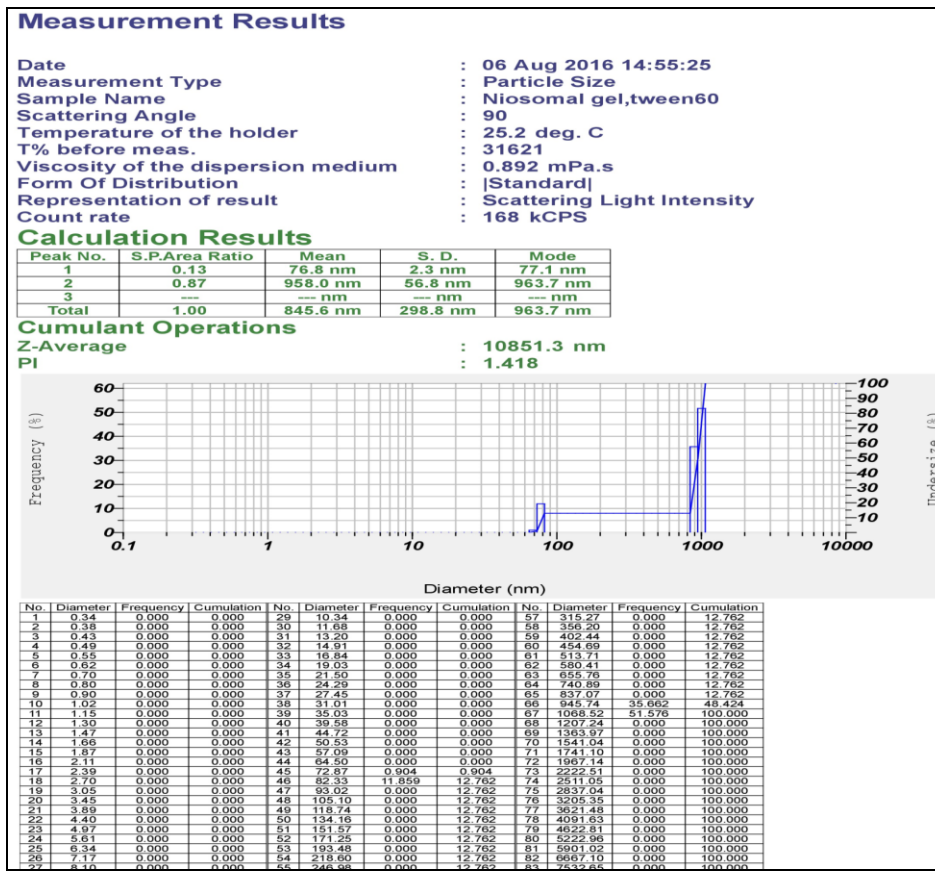 Measurement Results
Date : 06 Aug 2016 14:55:25
Measurement Type : Particle Size
Sample Name : Niosomal gel,tween60
Scattering Angle : 90
Temperature of the holder : 25.2 deg. C
T% before meas. : 31621
Viscosity of the dispersion medium : 0.892 mPa.s
Form Of Distribution : |Standard|
Representation of result : Scattering Light Intensity
Count rate : 168 kCPS
Calculation Results
Peak No. S.P.Area Ratio Mean S. D. Mode
1 0.13 76.8 nm 2.3 nm 77.1 nm
2 0.87 958.0 nm 56.8 nm 963.7 nm
3 --- --- nm --- nm --- nm
Total 1.00 845.6 nm 298.8 nm 963.7 nm
Cumulant Operations
Z-Average : 10851.3 nm
PI : 1.418
60 100
90
50 80
70
40 60
30 50
40
20 30
20
10 10
0
Frequency (%)
Undersize (%)
0.1 1 10 100 1000 10000
Diameter (nm)
No. Diameter Frequency Cumulation No. Diameter Frequency Cumulation No. Diameter Frequency Cumulation
1 0.34 0.000 0.000 29 10.34 0.000 0.000 57 315.27 0.000 12.762
2 0.38 0.000 0.000 30 11.68 0.000 0.000 58 356.20 0.000 12.762
3 0.43 0.000 0.000 31 13.20 0.000 0.000 59 402.44 0.000 12.762
4 0.49 0.000 0.000 32 14.91 0.000 0.000 60 454.69 0.000 12.762
5 0.55 0.000 0.000 33 16.84 0.000 0.000 61 513.71 0.000 12.762
6 0.62 0.000 0.000 34 19.03 0.000 0.000 62 580.41 0.000 12.762
7 0.70 0.000 0.000 35 21.50 0.000 0.000 63 655.76 0.000 12.762
8 0.80 0.000 0.000 36 24.29 0.000 0.000 64 740.89 0.000 12.762
9 0.90 0.000 0.000 37 27.45 0.000 0.000 65 837.07 0.000 12.762
10 1.02 0.000 0.000 38 31.01 0.000 0.000 66 945.74 35.662 48.424
11 1.15 0.000 0.000 39 35.03 0.000 0.000 67 1068.52 51.576 100.000
12 1.30 0.000 0.000 40 39.58 0.000 0.000 68 1207.24 0.000 100.000
13 1.47 0.000 0.000 41 44.72 0.000 0.000 69 1363.97 0.000 100.000
14 1.66 0.000 0.000 42 50.53 0.000 0.000 70 1541.04 0.000 100.000
15 1.87 0.000 0.000 43 57.09 0.000 0.000 71 1741.10 0.000 100.000
16 2.11 0.000 0.000 44 64.50 0.000 0.000 72 1967.14 0.000 100.000
17 2.39 0.000 0.000 45 72.87 0.904 0.904 73 2222.51 0.000 100.000
18 2.70 0.000 0.000 46 82.33 11.859 12.762 74 2511.05 0.000 100.000
19 3.05 0.000 0.000 47 93.02 0.000 12.762 75 2837.04 0.000 100.000
20 3.45 0.000 0.000 48 105.10 0.000 12.762 76 3205.35 0.000 100.000
21 3.89 0.000 0.000 49 118.74 0.000 12.762 77 3621.48 0.000 100.000
22 4.40 0.000 0.000 50 134.16 0.000 12.762 78 4091.63 0.000 100.000
23 4.97 0.000 0.000 51 151.57 0.000 12.762 79 4622.81 0.000 100.000
24 5.61 0.000 0.000 52 171.25 0.000 12.762 80 5222.96 0.000 100.000
25 6.34 0.000 0.000 53 193.48 0.000 12.762 81 5901.02 0.000 100.000
26 7.17 0.000 0.000 54 218.60 0.000 12.762 82 6667.10 0.000 100.000
27 8.10 0.000 0.000 55 246.98 0.000 12.762 83 7532.65 0.000 100.000